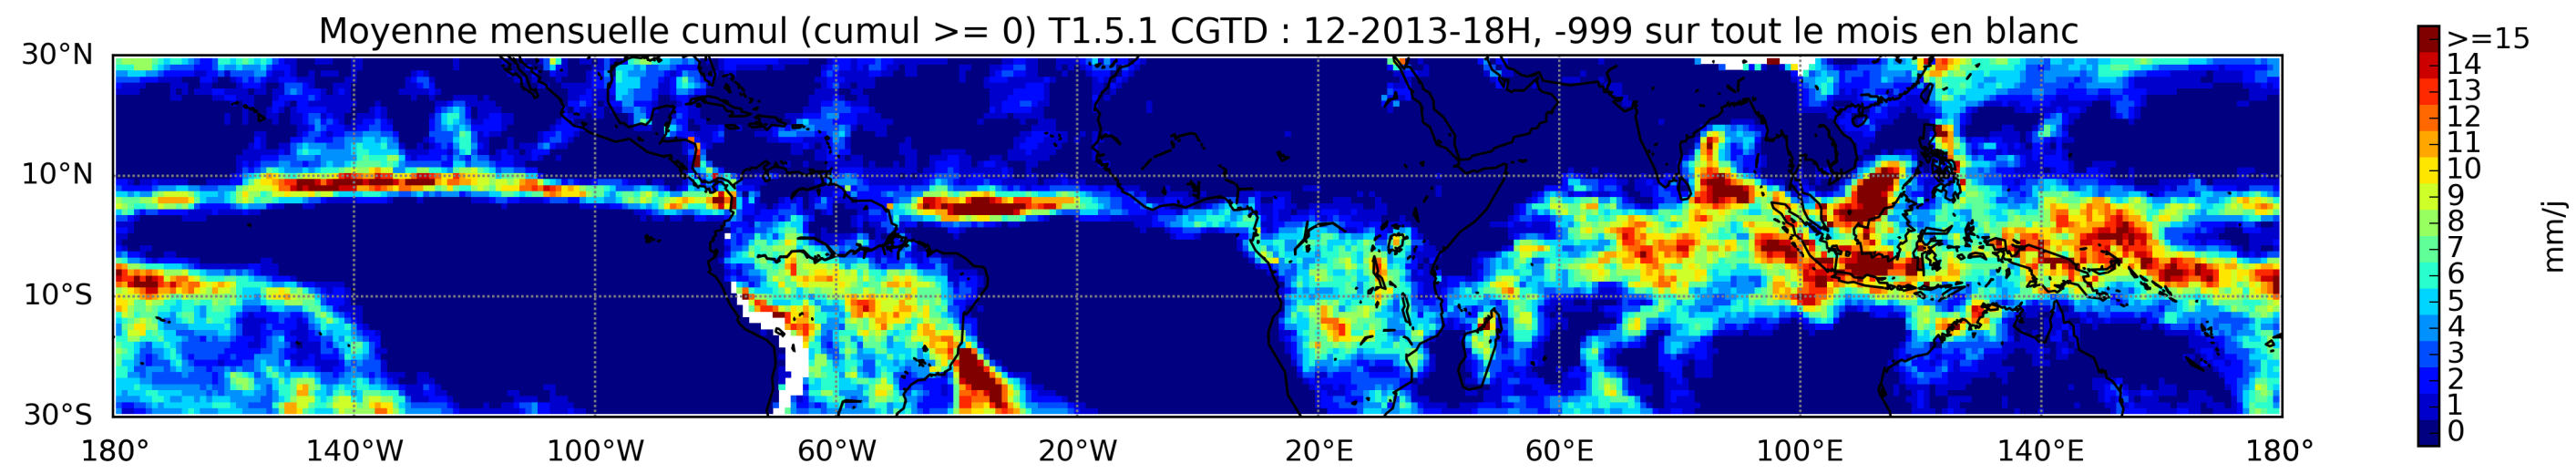 Moyenne mensuelle cumul (cumul >= 0) T1.5.1 CGTD : 12-2013-18H, -999 sur tout le mois en blanc
30°N
10°N
10°S
30°S
180°
140°W
100°W
60°W
20°W
20°E
60°E
100°E
140°E
180°
>=15
14
13
12
11
10
9
8
7
6
5
4
3
2
1
0
mm/j